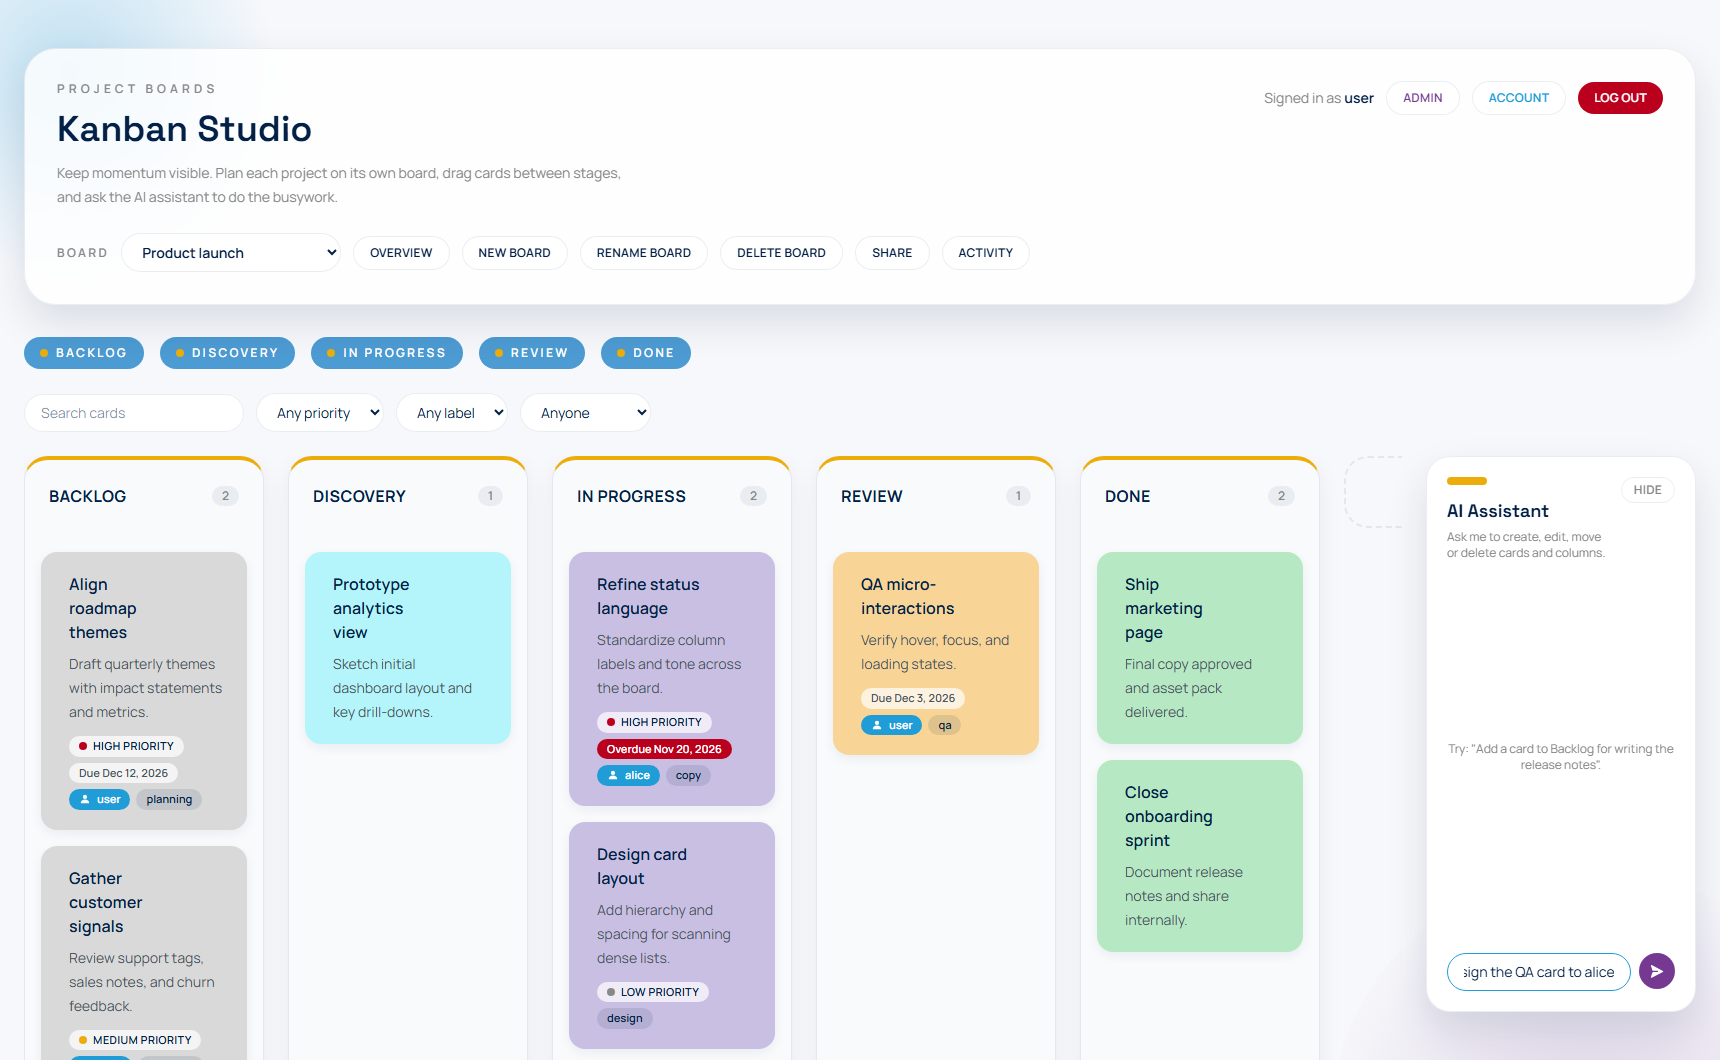 PROJECT BOARDS
Kanban Studio
Keep momentum visible. Plan each project on its own board, drag cards between stages,
and ask the AI assistant to do the busywork.
Signed in as user
ADMIN
ACCOUNT
LOG OUT
BOARD
Product launch
OVERVIEW
NEW BOARD
RENAME BOARD
DELETE BOARD
SHARE
ACTIVITY
BACKLOG
DISCOVERY
IN PROGRESS
REVIEW
DONE
Search cards
Any priority
Any label
Anyone
BACKLOG
2
Align
roadmap
themes
Draft quarterly themes
with impact statements
and metrics.
HIGH PRIORITY
Due Dec 12, 2026
user
planning
Gather
customer
signals
Review support tags,
sales notes, and churn
feedback.
MEDIUM PRIORITY
DISCOVERY
1
Prototype
analytics
view
Sketch initial
dashboard layout and
key drill-downs.
IN PROGRESS
2
Refine status
language
Standardize column
labels and tone across
the board.
HIGH PRIORITY
Overdue Nov 20, 2026
alice
copy
Design card
layout
Add hierarchy and
spacing for scanning
dense lists.
LOW PRIORITY
design
REVIEW
1
QA micro-
interactions
Verify hover, focus, and
loading states.
Due Dec 3, 2026
user
qa
DONE
2
Ship
marketing
page
Final copy approved
and asset pack
delivered.
Close
onboarding
sprint
Document release
notes and share
internally.
HIDE
AI Assistant
Ask me to create, edit, move
or delete cards and columns.
Try: "Add a card to Backlog for writing the
release notes".
sign the QA card to alice